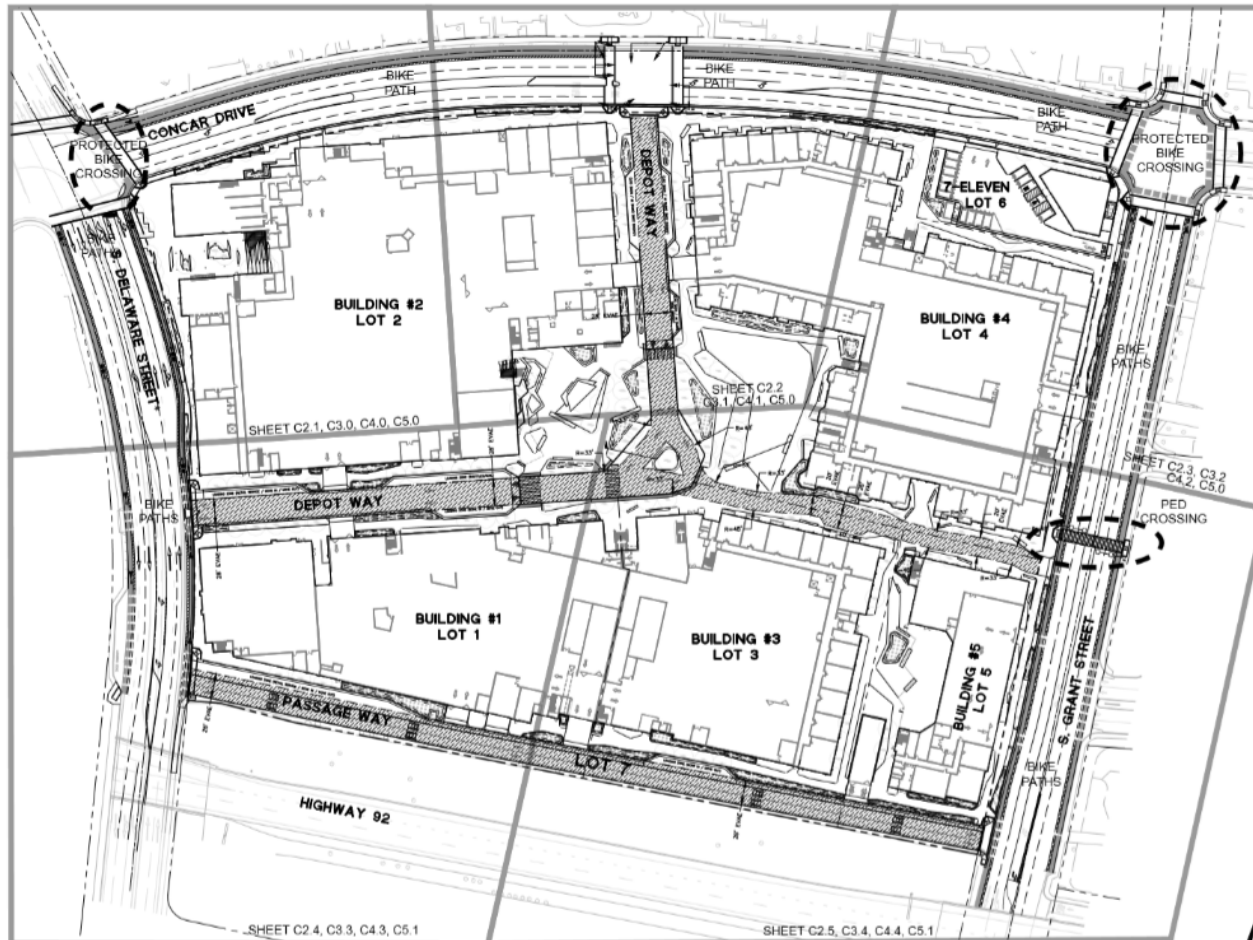 BIKE
PATH
BIKE
PATH
BIKE
PATH
CONCAR DRIVE
PROTECTED
BIKE
CROSSING
PROTECTED
BIKE
CROSSING
DEPOT WAY
7-ELEVEN
LOT 6
BIKE
PATHS
S. DELAWARE STREET
BUILDING #2
LOT 2
BUILDING #4
LOT 4
BIKE
PATHS
SHEET C2.2
C3.1, C4.1, C5.0
SHEET C2.1, C3.0, C4.0, C5.0
SHEET C2.3, C3.2
C4.2, C5.0
BIKE
PATHS
DEPOT WAY
PED
CROSSING
BUILDING #1
LOT 1
BUILDING #3
LOT 3
BUILDING #5
LOT 5
S. GRANT STREET
PASSAGE WAY
LOT 7
BIKE
PATHS
HIGHWAY 92
SHEET C2.4, C3.3, C4.3, C5.1
SHEET C2.5, C3.4, C4.4, C5.1